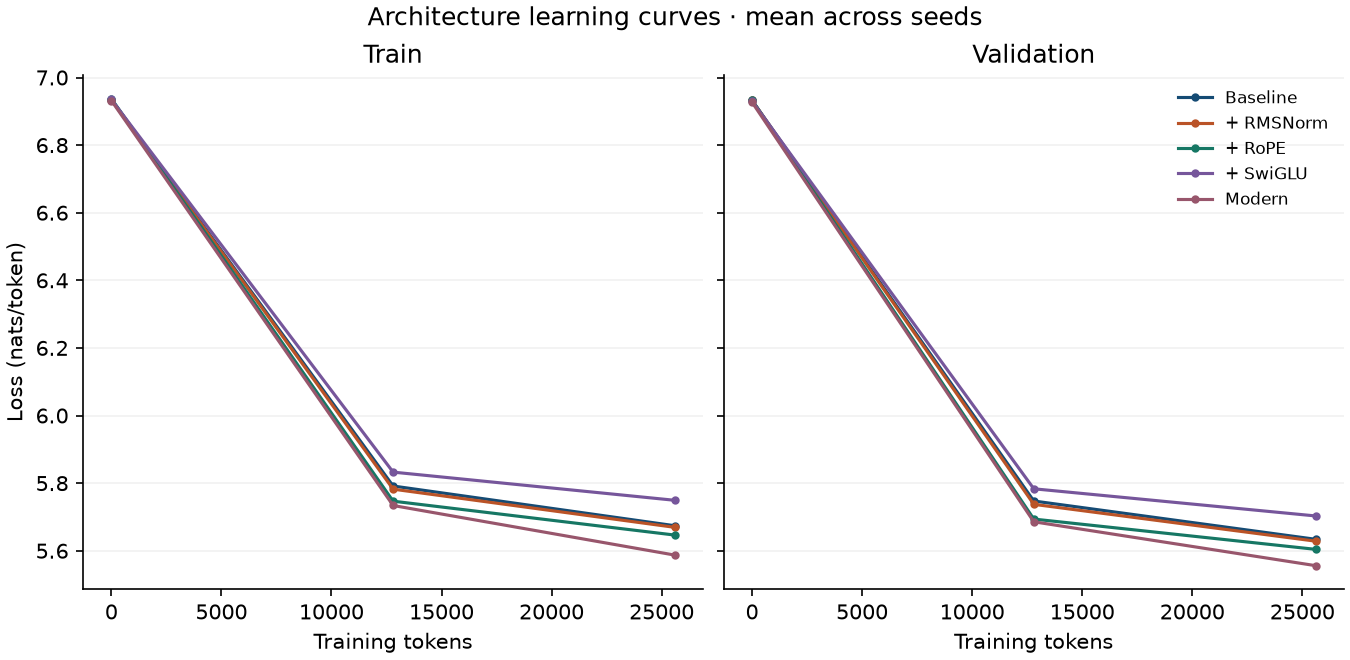 Architecture learning curves · mean across seeds
Train
Validation
Loss (nats/token)
7.0
6.8
6.6
6.4
6.2
6.0
5.8
5.6
0 5000 10000 15000 20000 25000
Training tokens
Baseline
+ RMSNorm
+ RoPE
+ SwiGLU
Modern
0 5000 10000 15000 20000 25000
Training tokens